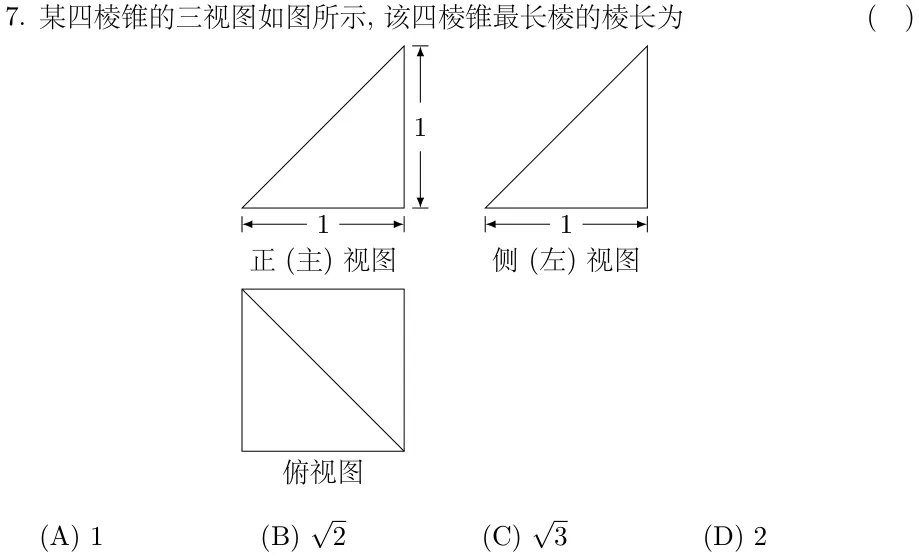 7. 某四棱锥的三视图如图所示, 该四棱锥最长棱的棱长为 ( )
1
1 1
正 (主) 视图 侧 (左) 视图
俯视图
(A) 1 (B) √2 (C) √3 (D) 2